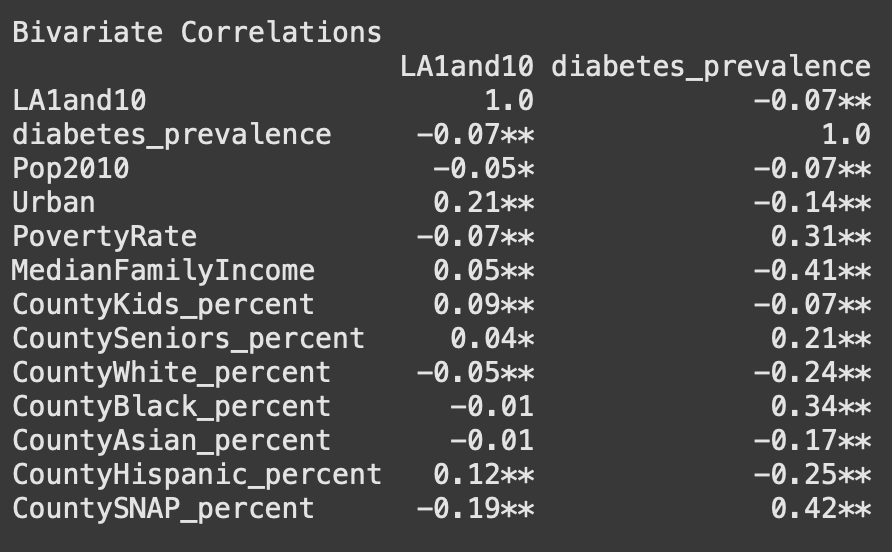 Bivariate Correlations
LA1and10 diabetes_prevalence
LA1and10 1.0 -0.07**
diabetes_prevalence -0.07** 1.0
Pop2010 -0.05* -0.07**
Urban 0.21** -0.14**
PovertyRate -0.07** 0.31**
MedianFamilyIncome 0.05** -0.41**
CountyKids_percent 0.09** -0.07**
CountySeniors_percent 0.04* 0.21**
CountyWhite_percent -0.05** -0.24**
CountyBlack_percent -0.01 0.34**
CountyAsian_percent -0.01 -0.17**
CountyHispanic_percent 0.12** -0.25**
CountySNAP_percent -0.19** 0.42**